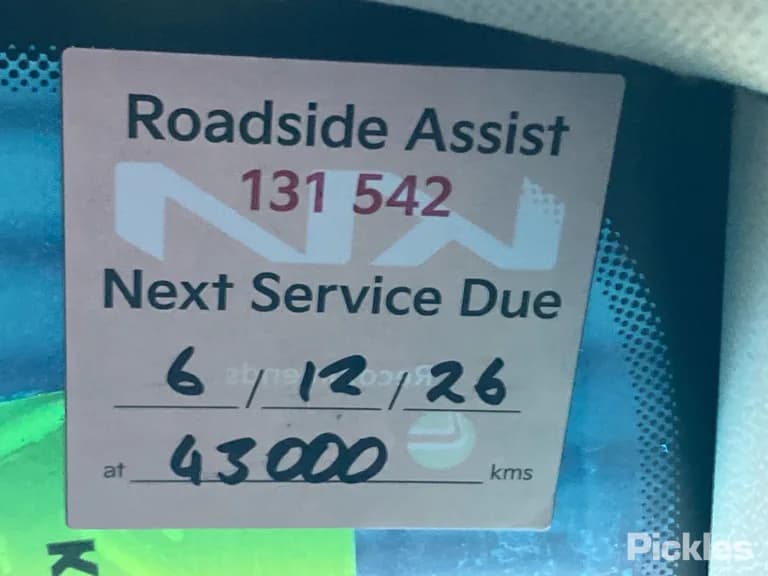 Roadside Assist
131 542
Next Service Due
6 / 12 / 26
at 43000 kms
K
Pickles